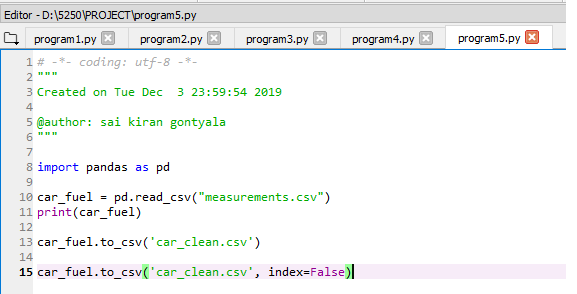 Editor - D:\5250\PROJECT\program5.py
program1.py program2.py program3.py program4.py program5.py
1 # -*- coding: utf-8 -*-
2 """
3 Created on Tue Dec  3 23:59:54 2019
4
5 @author: sai kiran gontyala
6 """
7
8 import pandas as pd
9
10 car_fuel = pd.read_csv("measurements.csv")
11 print(car_fuel)
12
13 car_fuel.to_csv('car_clean.csv')
14
15 car_fuel.to_csv('car_clean.csv', index=False)